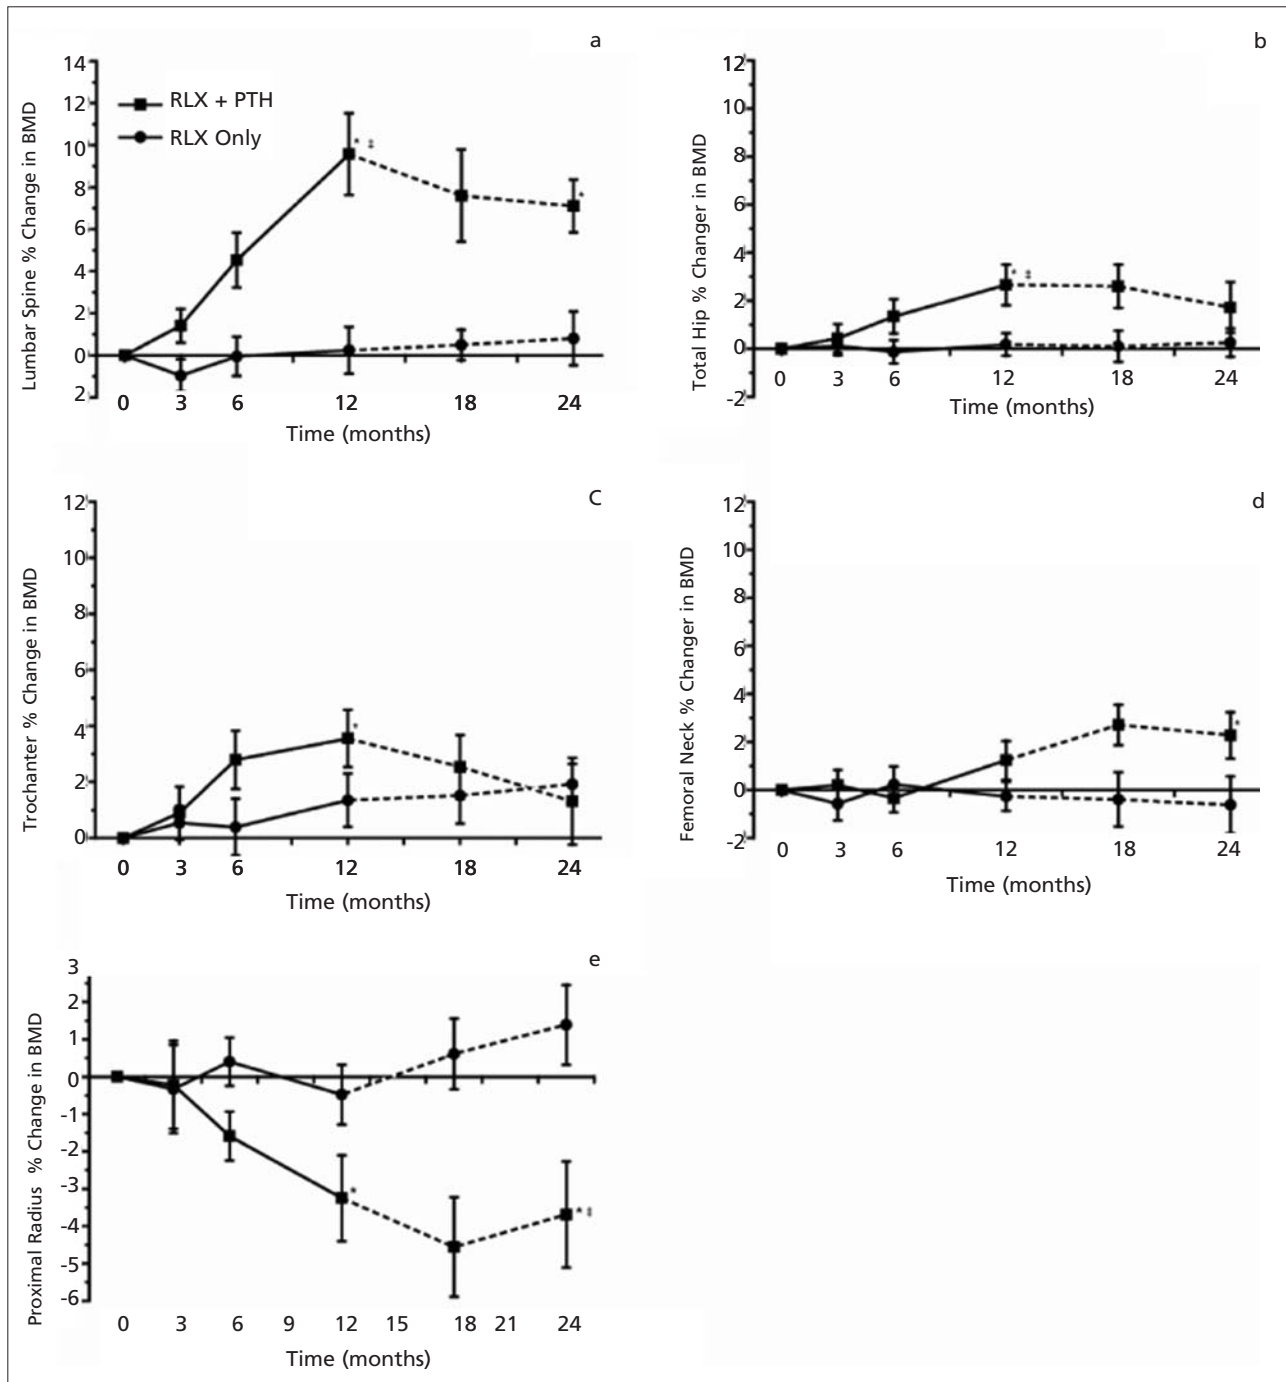 a
Lumbar Spine % Change in BMD
14
12
10
8
6
4
2
0
2
RLX + PTH
RLX Only
* ‡
*
0 3 6 12 18 24
Time (months)
b
Total Hip % Changer in BMD
12
10
8
6
4
2
0
-2
* ‡
0 3 6 12 18 24
Time (months)
C
Trochanter % Change in BMD
12
10
8
6
4
2
0
*
0 3 6 12 18 24
Time (months)
d
Femoral Neck % Changer in BMD
12
10
8
6
4
2
0
-2
*
0 3 6 12 18 24
Time (months)
e
Proximal Radius % Change in BMD
3
2
1
0
-1
-2
-3
-4
-5
-6
*
* ‡
0 3 6 9 12 15 18 21 24
Time (months)